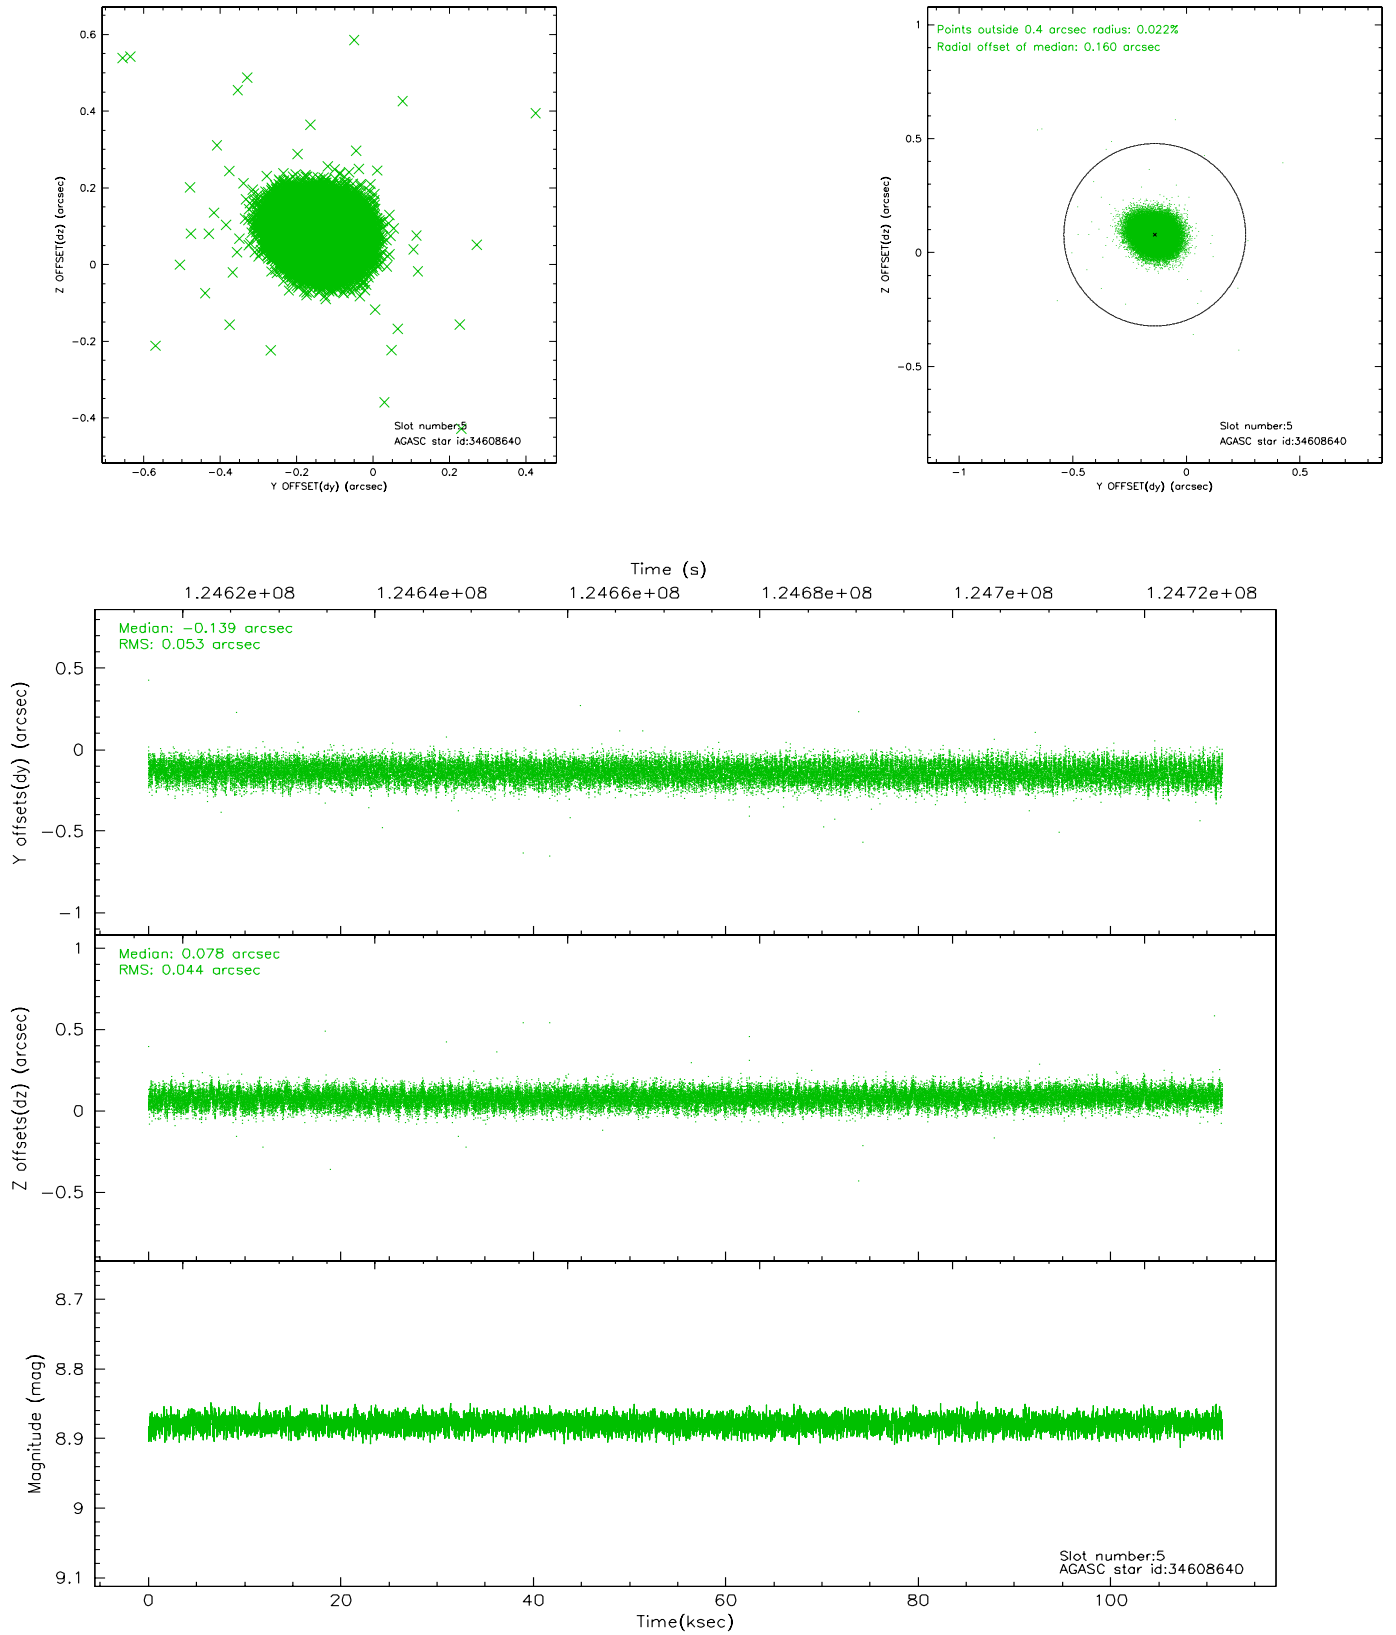 0.6
0.4
0.2
0
−0.2
−0.4
Z OFFSET(dz) (arcsec)
−0.6
−0.4
−0.2
0
0.2
0.4
Y OFFSET(dy) (arcsec)
Slot number:5
AGASC star id:34608640
Points outside 0.4 arcsec radius: 0.022%
Radial offset of median: 0.160 arcsec
1
0.5
0
−0.5
Z OFFSET(dz) (arcsec)
−1
−0.5
0
0.5
Y OFFSET(dy) (arcsec)
Slot number:5
AGASC star id:34608640
Time (s)
1.2462e+08
1.2464e+08
1.2466e+08
1.2468e+08
1.247e+08
1.2472e+08
Median: −0.139 arcsec
RMS: 0.053 arcsec
0.5
0
−0.5
−1
Y offsets(dy) (arcsec)
Median: 0.078 arcsec
RMS: 0.044 arcsec
1
0.5
0
−0.5
Z offsets(dz) (arcsec)
8.7
8.8
8.9
9
9.1
Magnitude (mag)
Slot number:5
AGASC star id:34608640
0
20
40
60
80
100
Time(ksec)